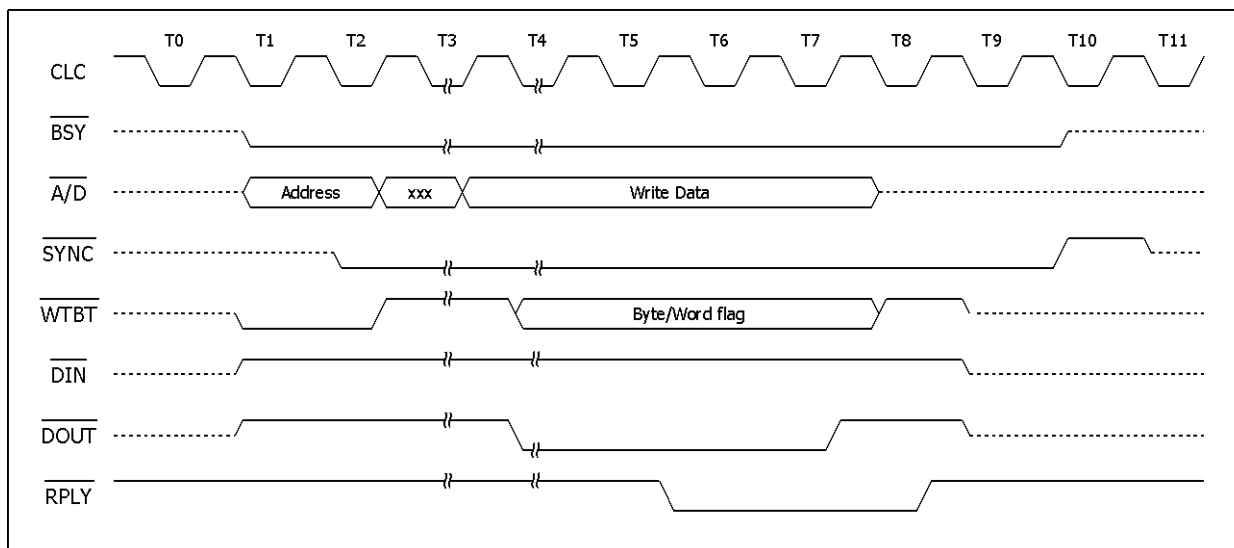 T0 T1 T2 T3 T4 T5 T6 T7 T8 T9 T10 T11
CLC
BSY
A/D Address xxx Write Data
SYNC
WTBT Byte/Word flag
DIN
DOUT
RPLY